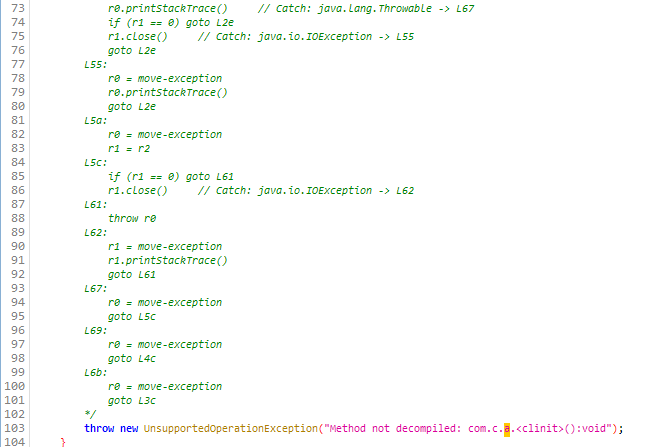 73 r0.printStackTrace() // Catch: java.lang.Throwable -> L67
74 if (r1 == 0) goto L2e
75 r1.close() // Catch: java.io.IOException -> L55
76 goto L2e
77 L55:
78 r0 = move-exception
79 r0.printStackTrace()
80 goto L2e
81 L5a:
82 r0 = move-exception
83 r1 = r2
84 L5c:
85 if (r1 == 0) goto L61
86 r1.close() // Catch: java.io.IOException -> L62
87 L61:
88 throw r0
89 L62:
90 r1 = move-exception
91 r1.printStackTrace()
92 goto L61
93 L67:
94 r0 = move-exception
95 goto L5c
96 L69:
97 r0 = move-exception
98 goto L4c
99 L6b:
100 r0 = move-exception
101 goto L3c
102 */
103 throw new UnsupportedOperationException("Method not decompiled: com.c.a.<clinit>():void");
104 }